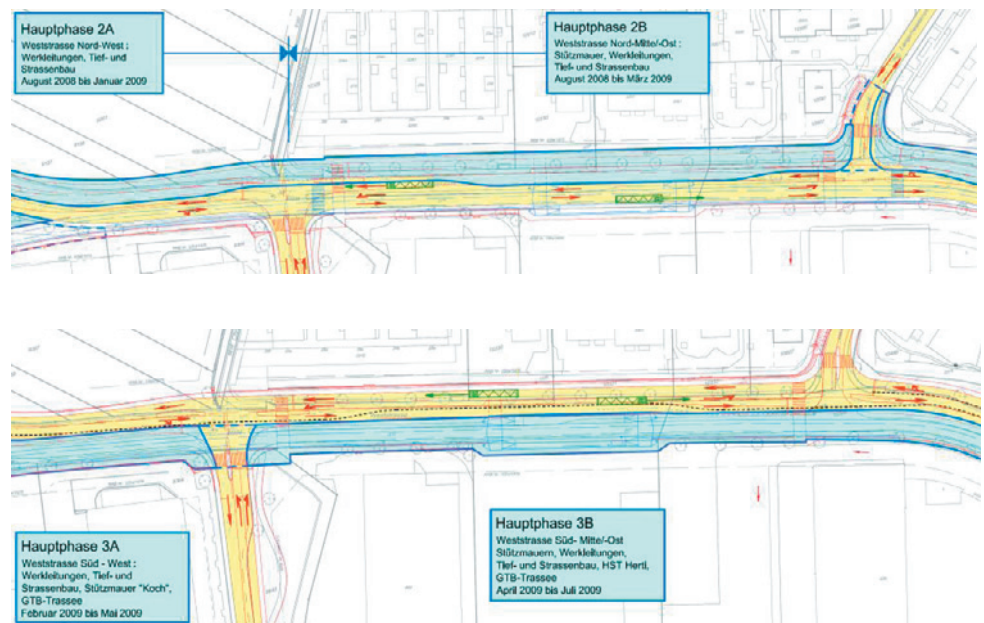 Hauptphase 2A
Weststrasse Nord-West :
Werkleitungen, Tief- und
Strassenbau
August 2008 bis Januar 2009
Hauptphase 2B
Weststrasse Nord-Mitte/-Ost :
Stützmauer, Werkleitungen,
Tief- und Strassenbau
August 2008 bis März 2009
Hauptphase 3A
Weststrasse Süd - West :
Werkleitungen, Tief- und
Strassenbau, Stützmauer "Koch",
GTB-Trassee
Februar 2009 bis Mai 2009
Hauptphase 3B
Weststrasse Süd- Mitte/-Ost
Stützmauern, Werkleitungen,
Tief- und Strassenbau, HST Herti,
GTB-Trassee
April 2009 bis Juli 2009